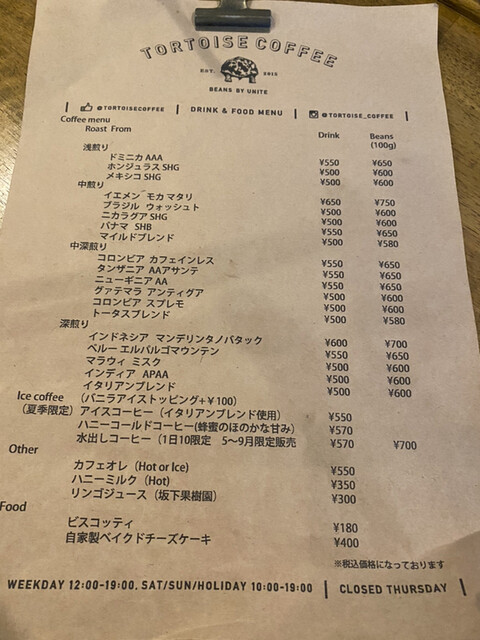 TORTOISE COFFEE
EST. 2015
BEANS BY UNITE
@TORTOISECOFFEE | DRINK & FOOD MENU | @TORTOISE_COFFEE
Coffee menu
Roast From Drink Beans
(100g)
浅煎り
ドミニカ AAA ¥550 ¥650
ホンジュラス SHG ¥500 ¥600
メキシコ SHG ¥500 ¥600
中煎り
イエメン モカ マタリ ¥650 ¥750
ブラジル ウォッシュト ¥500 ¥600
ニカラグア SHG ¥500 ¥600
パナマ SHB ¥550 ¥650
マイルドブレンド ¥500 ¥580
中深煎り
コロンビア カフェインレス ¥550 ¥650
タンザニア AAアサンテ ¥550 ¥650
ニューギニア AA ¥550 ¥650
グァテマラ アンティグア ¥500 ¥600
コロンビア スプレモ ¥500 ¥600
トータスブレンド ¥500 ¥580
深煎り
インドネシア マンデリンタノバタック ¥600 ¥700
ペルー エルパルゴマウンテン ¥550 ¥650
マラウィ ミスク ¥500 ¥600
インディア APAA ¥500 ¥600
イタリアンブレンド ¥500 ¥600
Ice coffee （バニラアイストッピング+￥100）
（夏季限定）アイスコーヒー（イタリアンブレンド使用） ¥550
ハニーコールドコーヒー(蜂蜜のほのかな甘み） ¥570
水出しコーヒー（1日10限定 5〜9月限定販売 ¥570 ¥700
Other
カフェオレ（Hot or Ice） ¥550
ハニーミルク（Hot） ¥350
リンゴジュース（坂下果樹園） ¥300
Food
ビスコッティ ¥180
自家製ベイクドチーズケーキ ¥400
※税込価格になっております
WEEKDAY 12:00-19:00. SAT/SUN/HOLIDAY 10:00-19:00 | CLOSED THURSDAY |